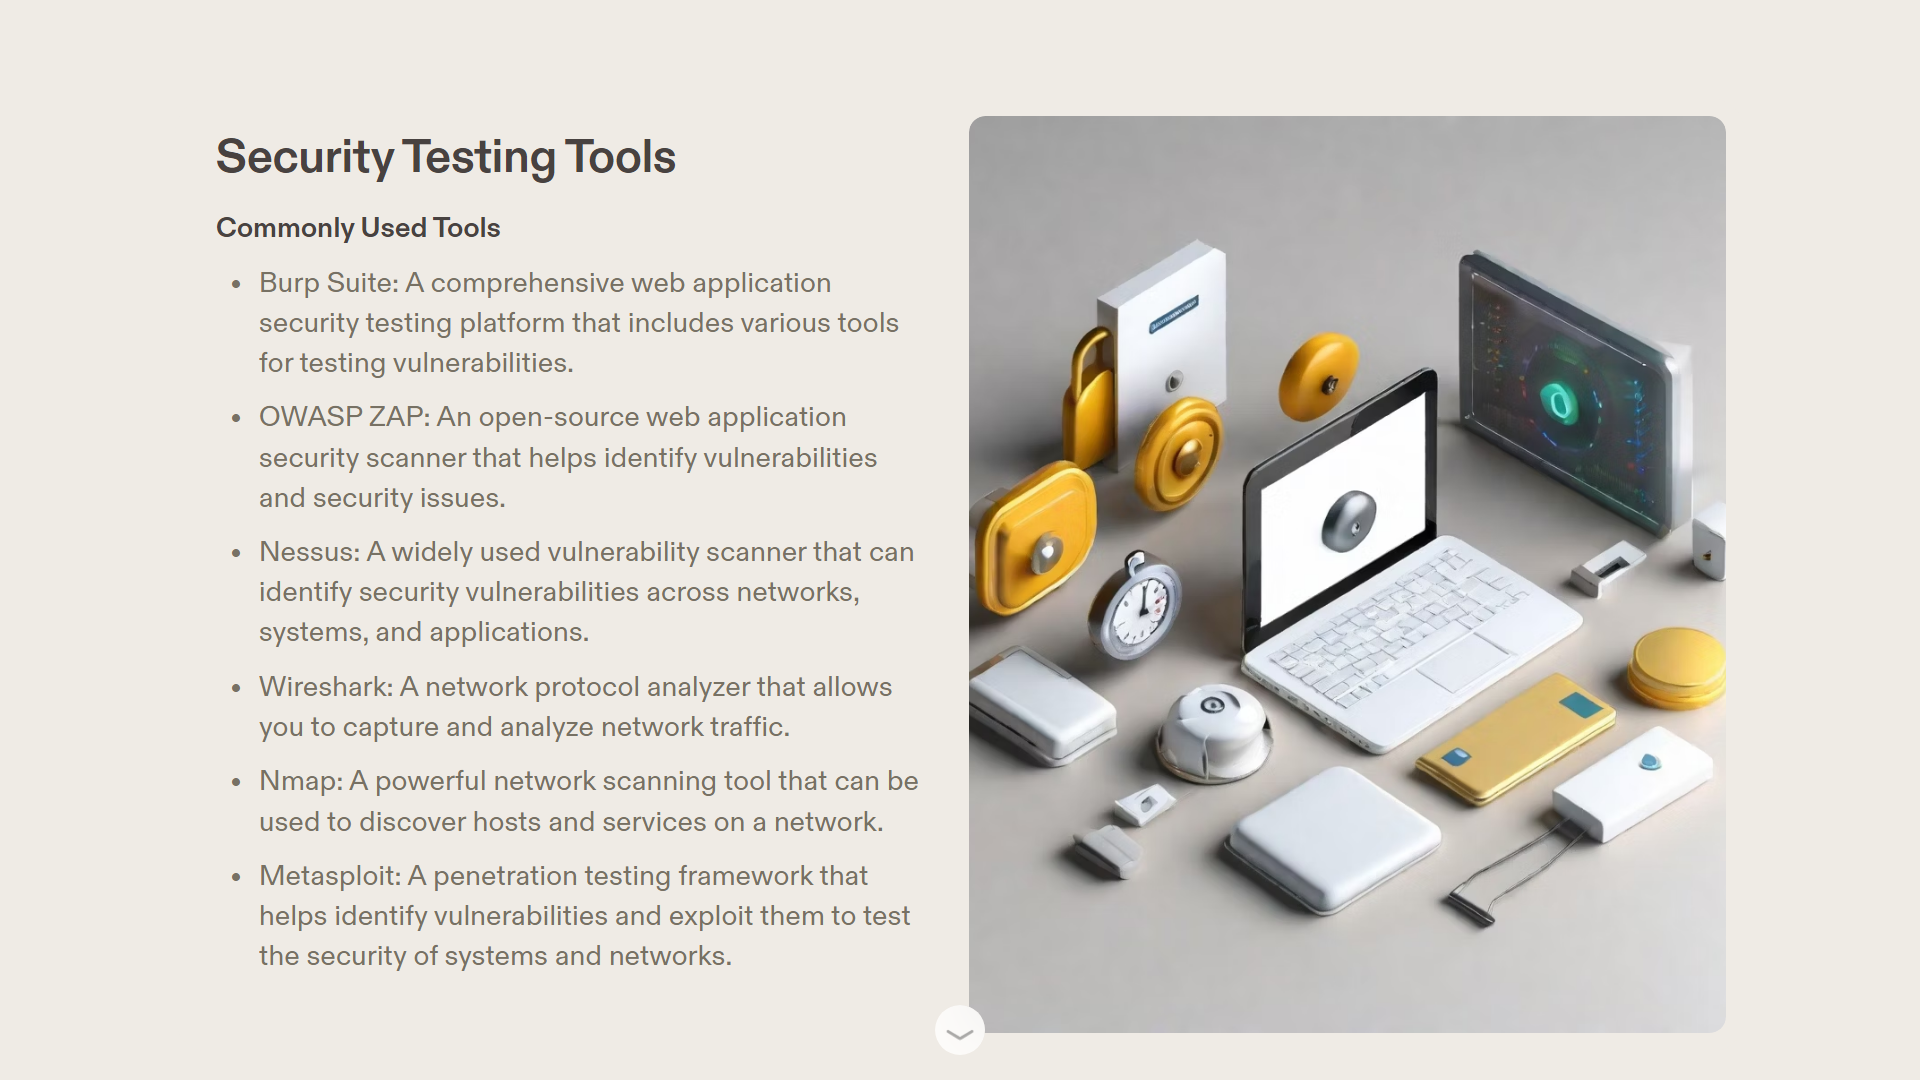 Security Testing Tools
Commonly Used Tools
• Burp Suite: A comprehensive web application
security testing platform that includes various tools
for testing vulnerabilities.
• OWASP ZAP: An open-source web application
security scanner that helps identify vulnerabilities
and security issues.
• Nessus: A widely used vulnerability scanner that can
identify security vulnerabilities across networks,
systems, and applications.
• Wireshark: A network protocol analyzer that allows
you to capture and analyze network traffic.
• Nmap: A powerful network scanning tool that can be
used to discover hosts and services on a network.
• Metasploit: A penetration testing framework that
helps identify vulnerabilities and exploit them to test
the security of systems and networks.